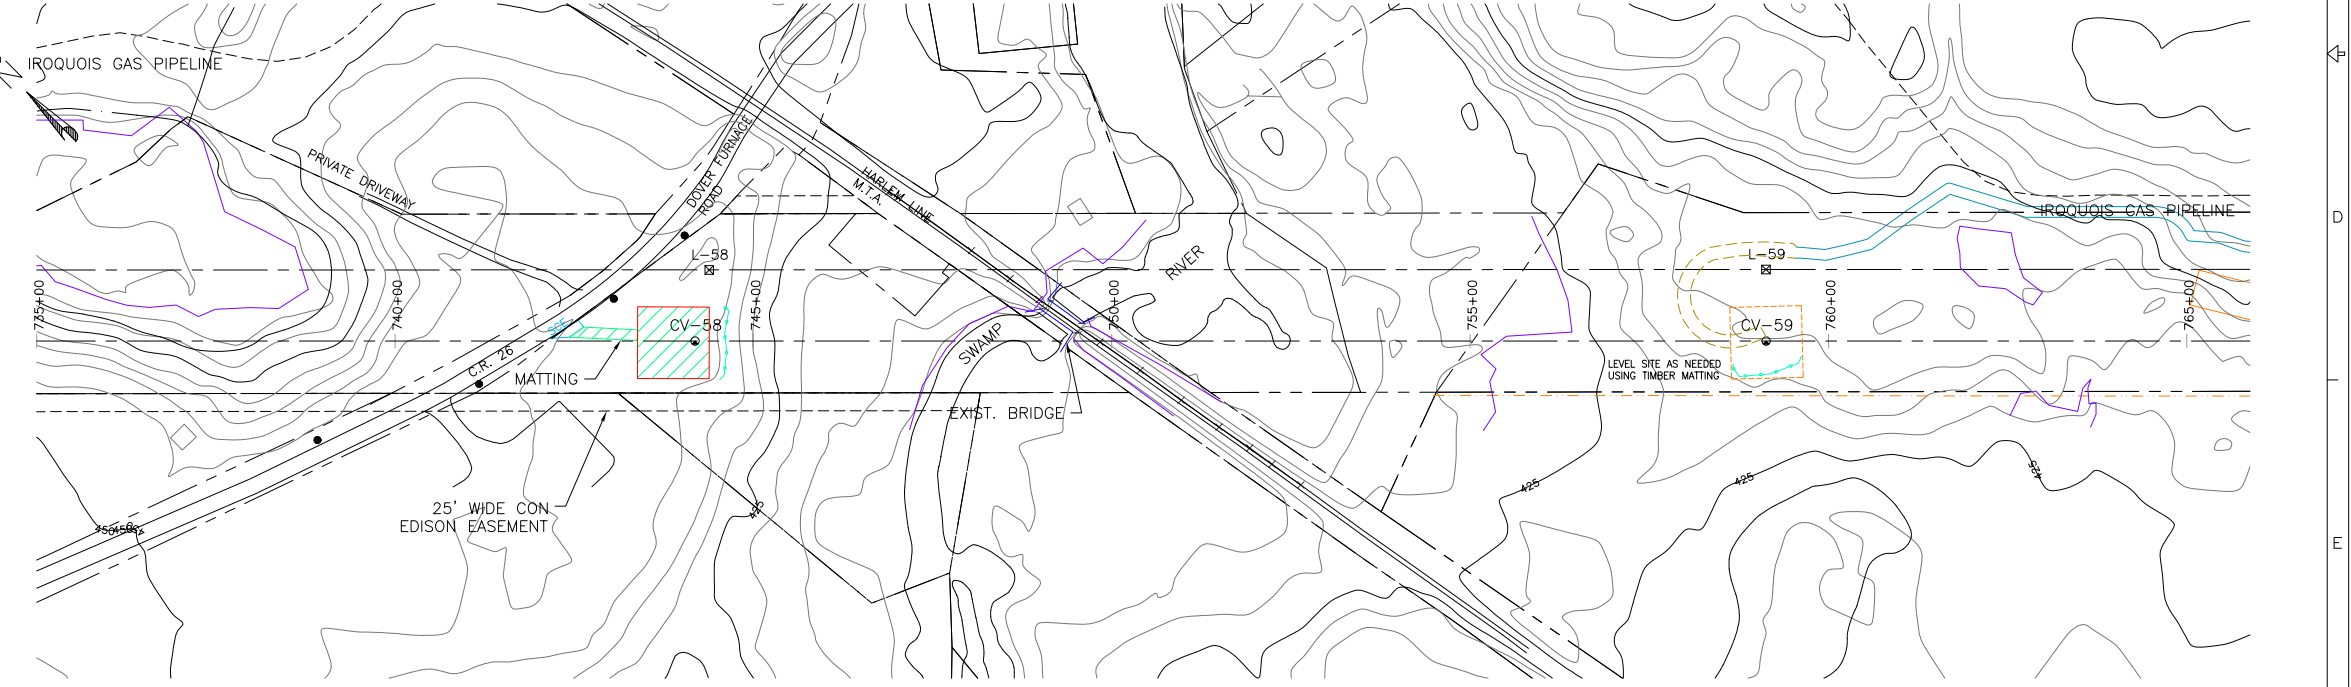 IROQUOIS GAS PIPELINE
PRIVATE DRIVEWAY
DOVER FURNACE
ROAD
HARLEM LINE
M.T.A.
IROQUOIS GAS PIPELINE
D
L-58
RIVER
L-59
735+00
740+00
745+00
750+00
755+00
760+00
765+00
SCE
CV-58
CV-59
SWAMP
C.R. 26
MATTING
LEVEL SITE AS NEEDED
USING TIMBER MATTING
EXIST. BRIDGE
25' WIDE CON
EDISON EASEMENT
425
425
425
425
450
E